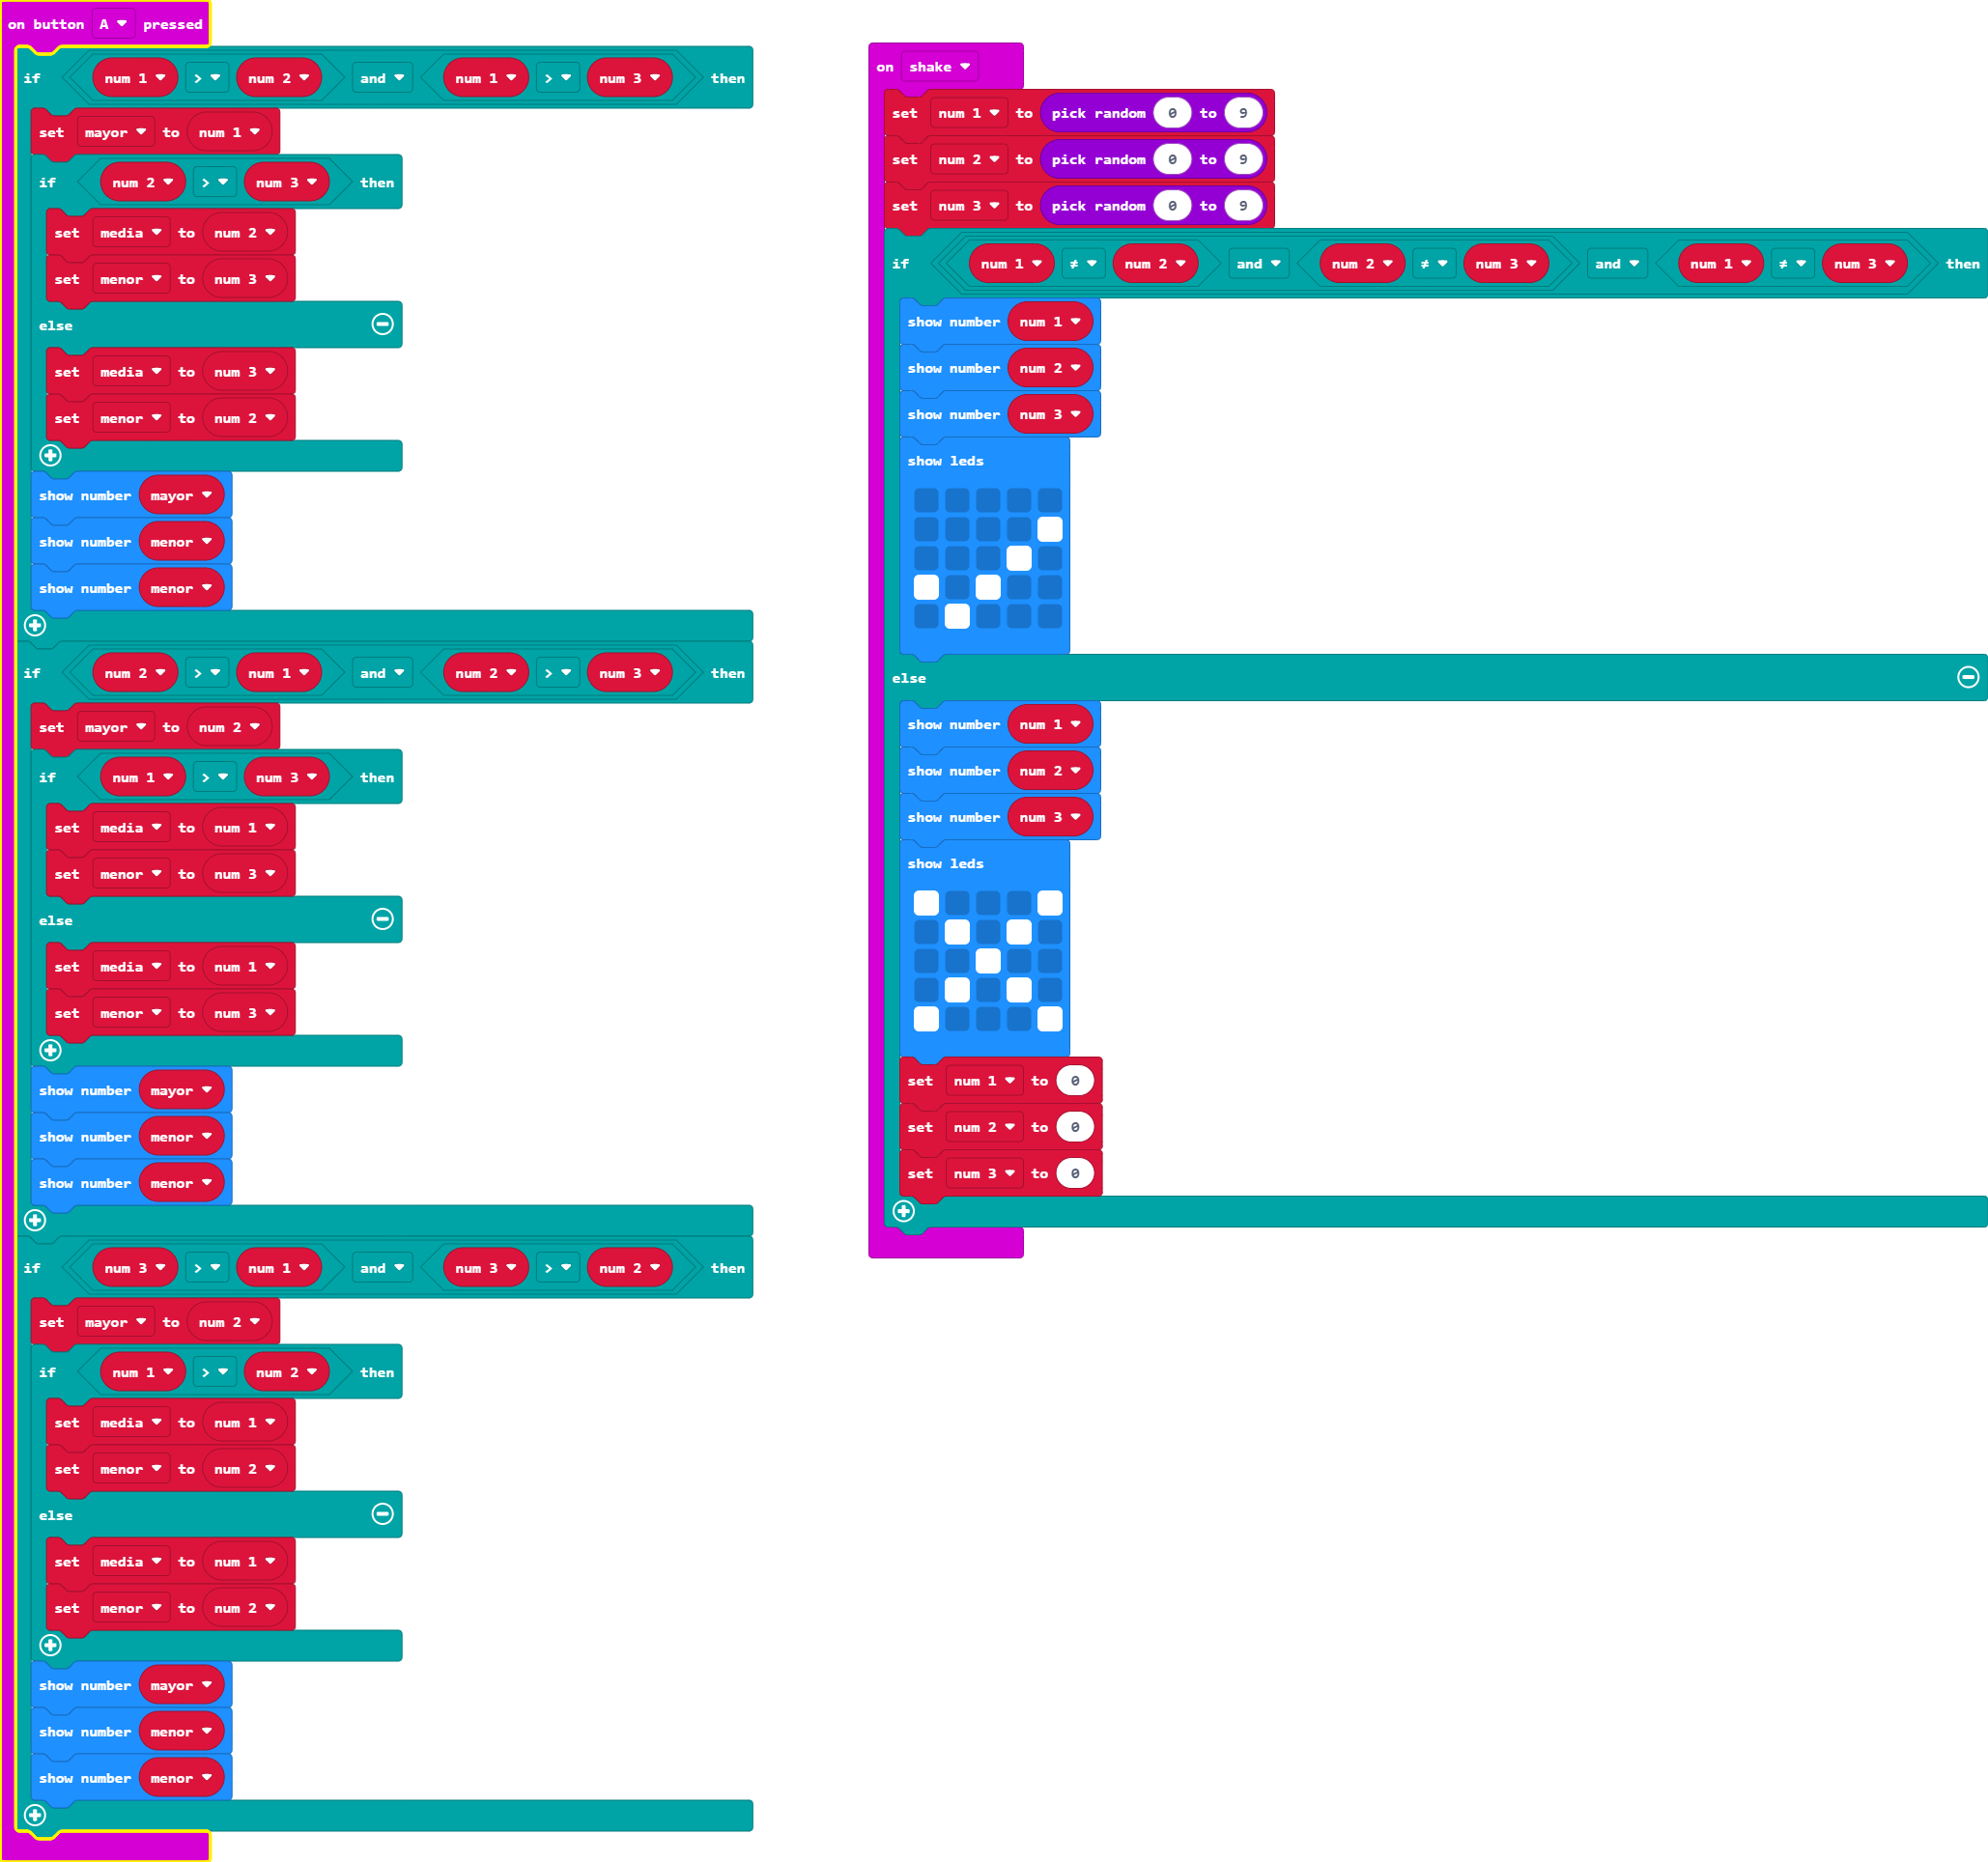 on button A pressed
if num 1 > num 2 and num 1 > num 3 then
set mayor to num 1
if num 2 > num 3 then
set media to num 2
set menor to num 3
else
set media to num 3
set menor to num 2
show number mayor
show number menor
show number menor
if num 2 > num 1 and num 2 > num 3 then
set mayor to num 2
if num 1 > num 3 then
set media to num 1
set menor to num 3
else
set media to num 1
set menor to num 3
show number mayor
show number menor
show number menor
if num 3 > num 1 and num 3 > num 2 then
set mayor to num 2
if num 1 > num 2 then
set media to num 1
set menor to num 2
else
set media to num 1
set menor to num 2
show number mayor
show number menor
show number menor
on shake
set num 1 to pick random 0 to 9
set num 2 to pick random 0 to 9
set num 3 to pick random 0 to 9
if num 1 ≠ num 2 and num 2 ≠ num 3 and num 1 ≠ num 3 then
show number num 1
show number num 2
show number num 3
show leds
else
show number num 1
show number num 2
show number num 3
show leds
set num 1 to 0
set num 2 to 0
set num 3 to 0